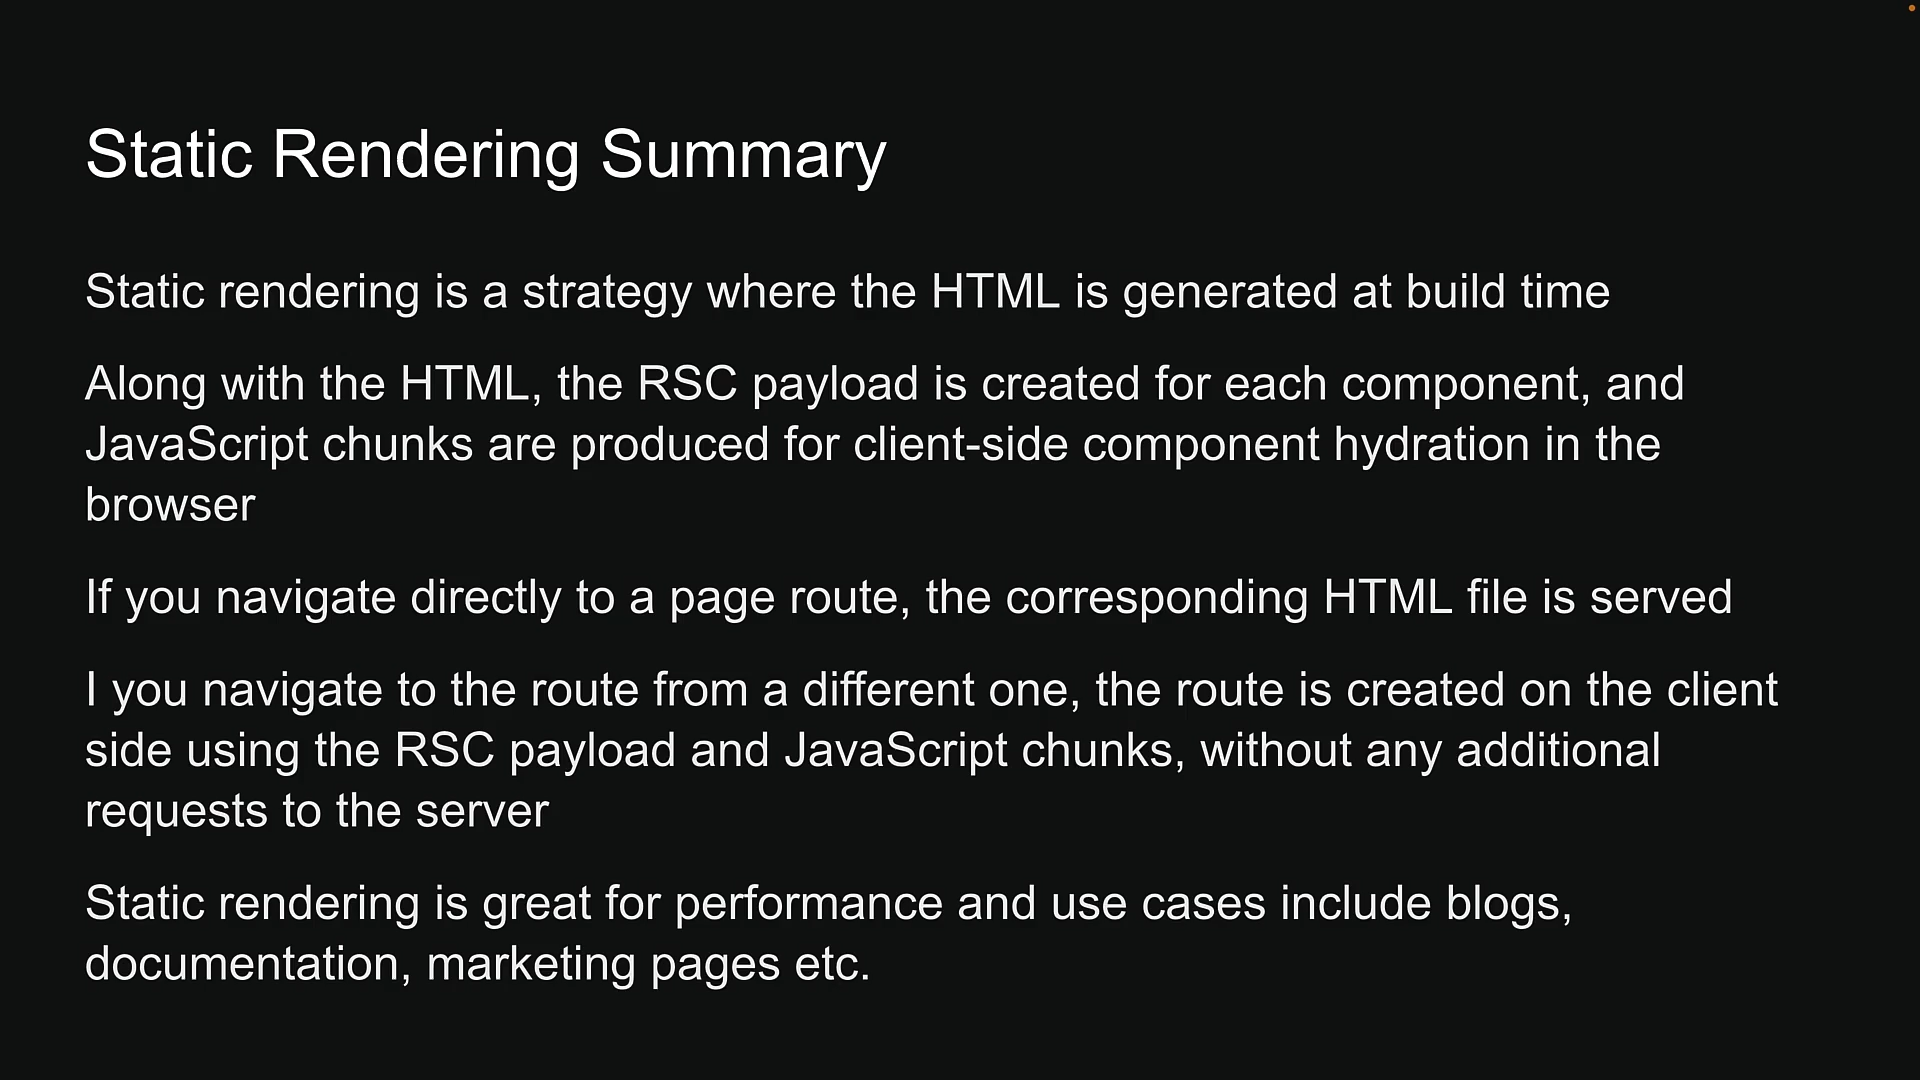 Static Rendering Summary
Static rendering is a strategy where the HTML is generated at build time
Along with the HTML, the RSC payload is created for each component, and
JavaScript chunks are produced for client-side component hydration in the
browser
If you navigate directly to a page route, the corresponding HTML file is served
I you navigate to the route from a different one, the route is created on the client
side using the RSC payload and JavaScript chunks, without any additional
requests to the server
Static rendering is great for performance and use cases include blogs,
documentation, marketing pages etc.